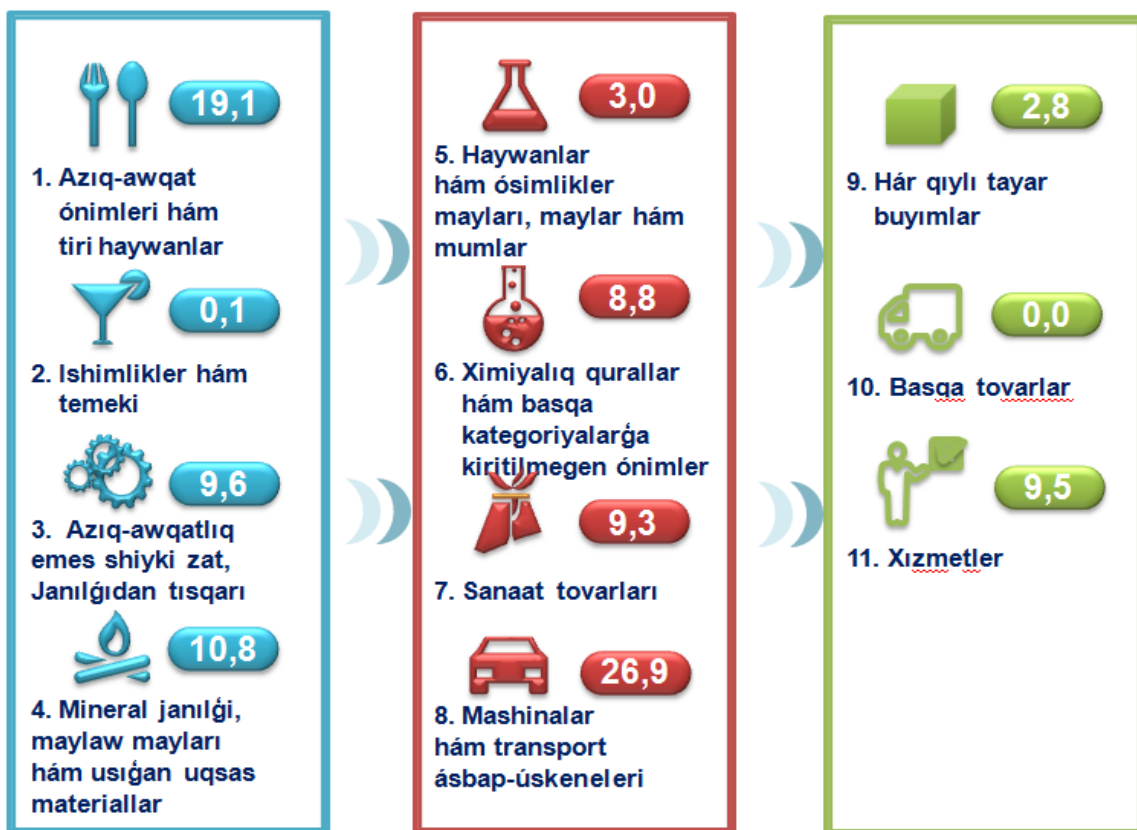 19,1
1. Azıq-awqat
ónimleri hám
tiri haywanlar
0,1
2. Ishimlikler hám
temeki
9,6
3. Azıq-awqatlıq
emes shiyki zat,
Janılǵıdan tısqarı
10,8
4. Mineral janılǵi,
maylaw mayları
hám usıǵan uqsas
materiallar
3,0
5. Haywanlar
hám ósimlikler
mayları, maylar hám
mumlar
8,8
6. Ximiyalıq qurallar
hám basqa
kategoriyalarǵa
kiritilmegen ónimler
9,3
7. Sanaat tovarları
26,9
8. Mashinalar
hám transport
ásbap-úskeneleri
2,8
9. Hár qıylı tayar
buyımlar
0,0
10. Basqa tovarlar
9,5
11. Xızmetler